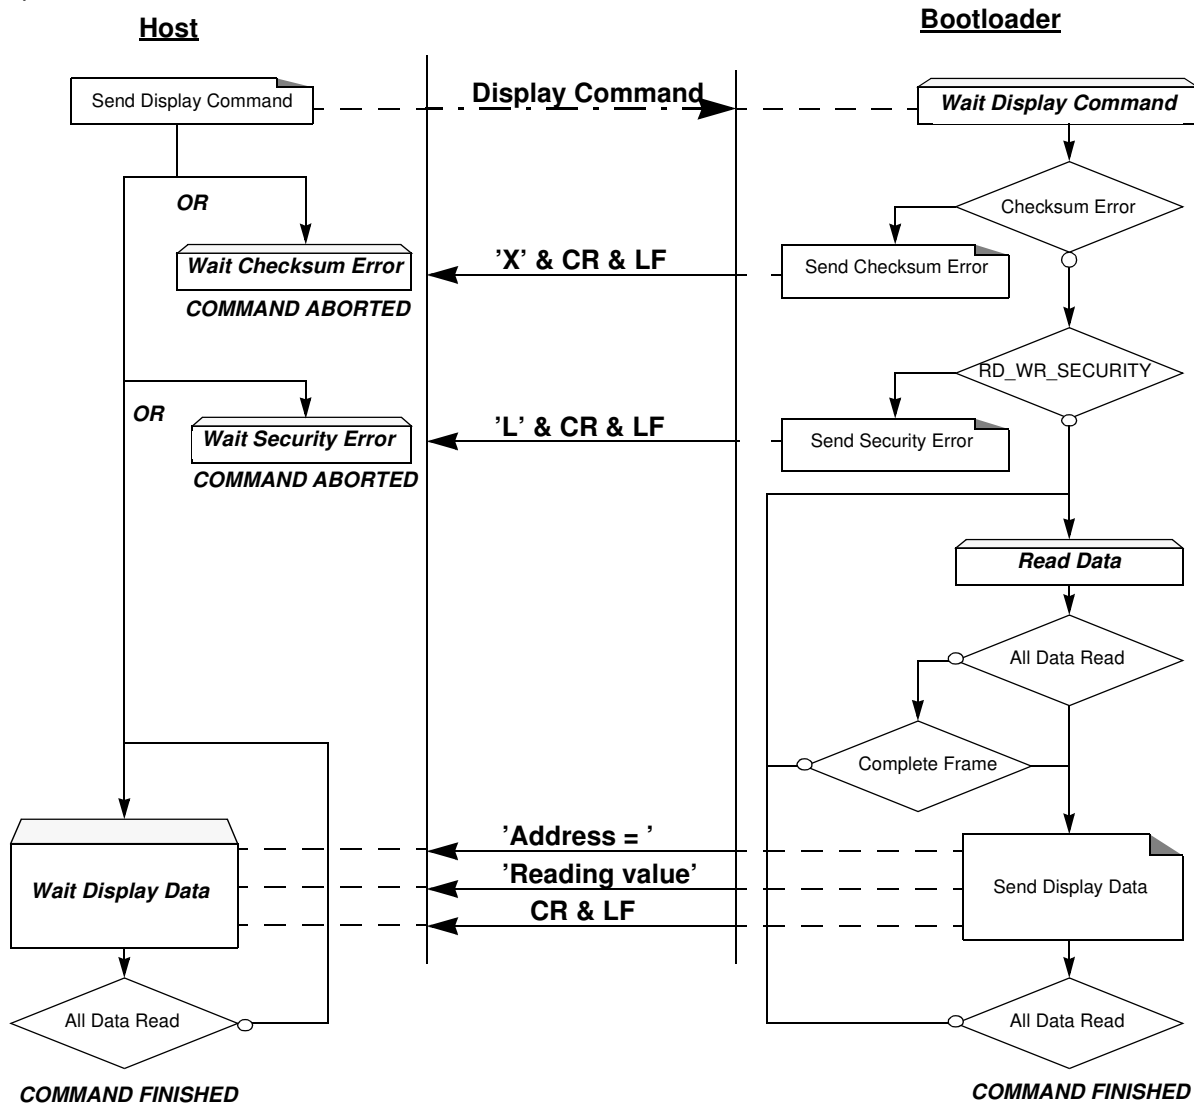 Host
Bootloader
Send Display Command
Display Command
Wait Display Command
OR
Checksum Error
Wait Checksum Error
'X' & CR & LF
Send Checksum Error
COMMAND ABORTED
RD_WR_SECURITY
OR
Wait Security Error
'L' & CR & LF
Send Security Error
COMMAND ABORTED
Read Data
All Data Read
Complete Frame
'Address = '
'Reading value'
Wait Display Data
Send Display Data
CR & LF
All Data Read
All Data Read
COMMAND FINISHED
COMMAND FINISHED